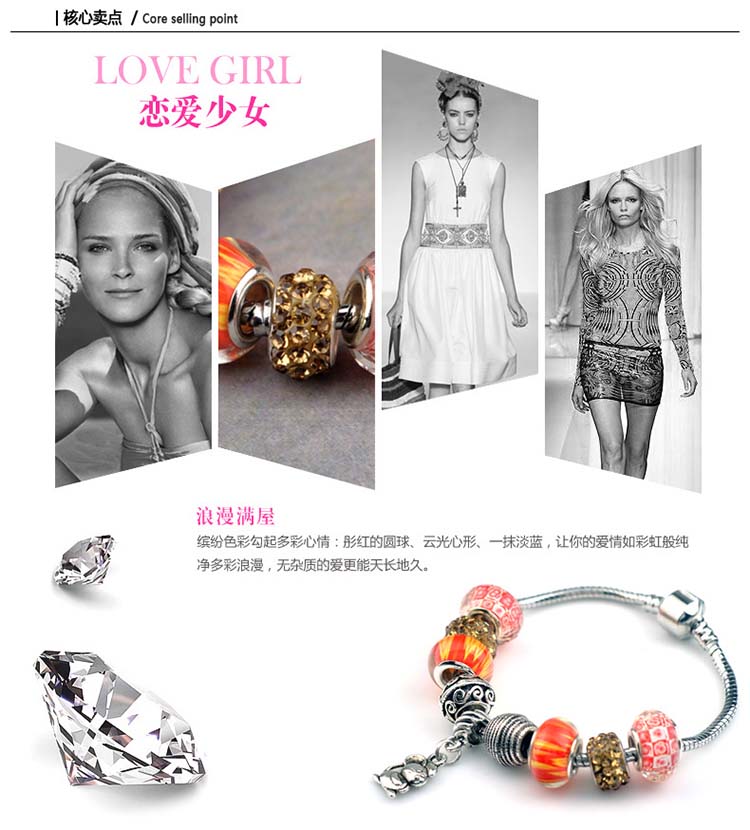 核心卖点 / Core selling point
LOVE GIRL
恋爱少女
浪漫满屋
缤纷色彩勾起多彩心情：彤红的圆球、云光心形、一抹淡蓝，让你的爱情如彩虹般纯
净多彩浪漫，无杂质的爱更能天长地久。